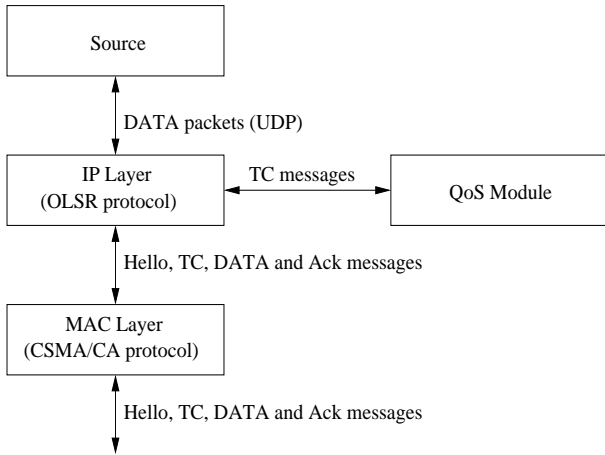 Source
DATA packets (UDP)
IP Layer
(OLSR protocol)
TC messages
QoS Module
Hello, TC, DATA and Ack messages
MAC Layer
(CSMA/CA protocol)
Hello, TC, DATA and Ack messages